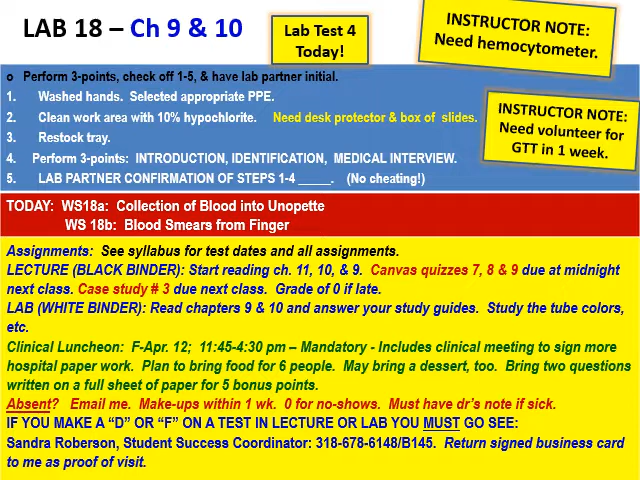 LAB 18 – Ch 9 & 10
Lab Test 4
Today!
INSTRUCTOR NOTE:
Need hemocytometer.
o Perform 3-points, check off 1-5, & have lab partner initial.
1. Washed hands. Selected appropriate PPE.
2. Clean work area with 10% hypochlorite. Need desk protector & box of slides.
3. Restock tray.
4. Perform 3-points: INTRODUCTION, IDENTIFICATION, MEDICAL INTERVIEW.
5. LAB PARTNER CONFIRMATION OF STEPS 1-4 _____. (No cheating!)
INSTRUCTOR NOTE:
Need volunteer for
GTT in 1 week.
TODAY: WS18a: Collection of Blood into Unopette
WS 18b: Blood Smears from Finger
Assignments: See syllabus for test dates and all assignments.
LECTURE (BLACK BINDER): Start reading ch. 11, 10, & 9. Canvas quizzes 7, 8 & 9 due at midnight
next class. Case study # 3 due next class. Grade of 0 if late.
LAB (WHITE BINDER): Read chapters 9 & 10 and answer your study guides. Study the tube colors,
etc.
Clinical Luncheon: F-Apr. 12; 11:45-4:30 pm – Mandatory - Includes clinical meeting to sign more
hospital paper work. Plan to bring food for 6 people. May bring a dessert, too. Bring two questions
written on a full sheet of paper for 5 bonus points.
Absent? Email me. Make-ups within 1 wk. 0 for no-shows. Must have dr's note if sick.
IF YOU MAKE A “D” OR “F” ON A TEST IN LECTURE OR LAB YOU MUST GO SEE:
Sandra Roberson, Student Success Coordinator: 318-678-6148/B145. Return signed business card
to me as proof of visit.